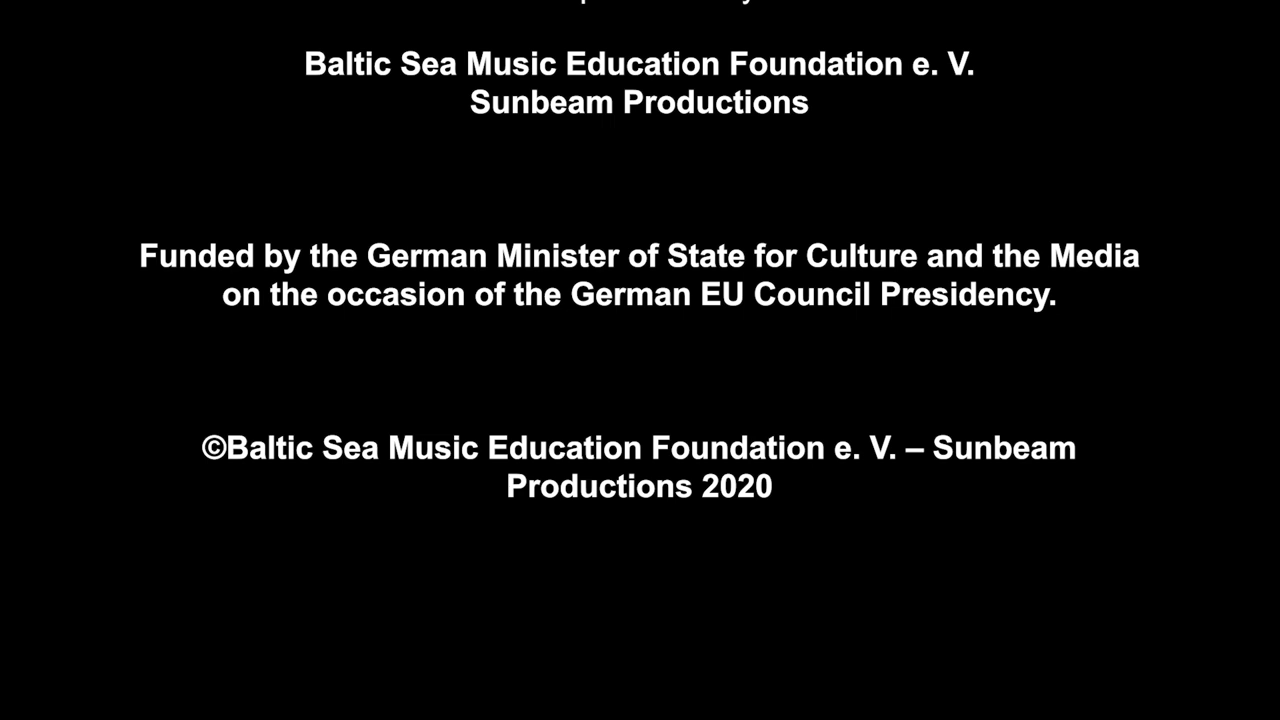 Baltic Sea Music Education Foundation e. V.
Sunbeam Productions
Funded by the German Minister of State for Culture and the Media
on the occasion of the German EU Council Presidency.
©Baltic Sea Music Education Foundation e. V. – Sunbeam
Productions 2020